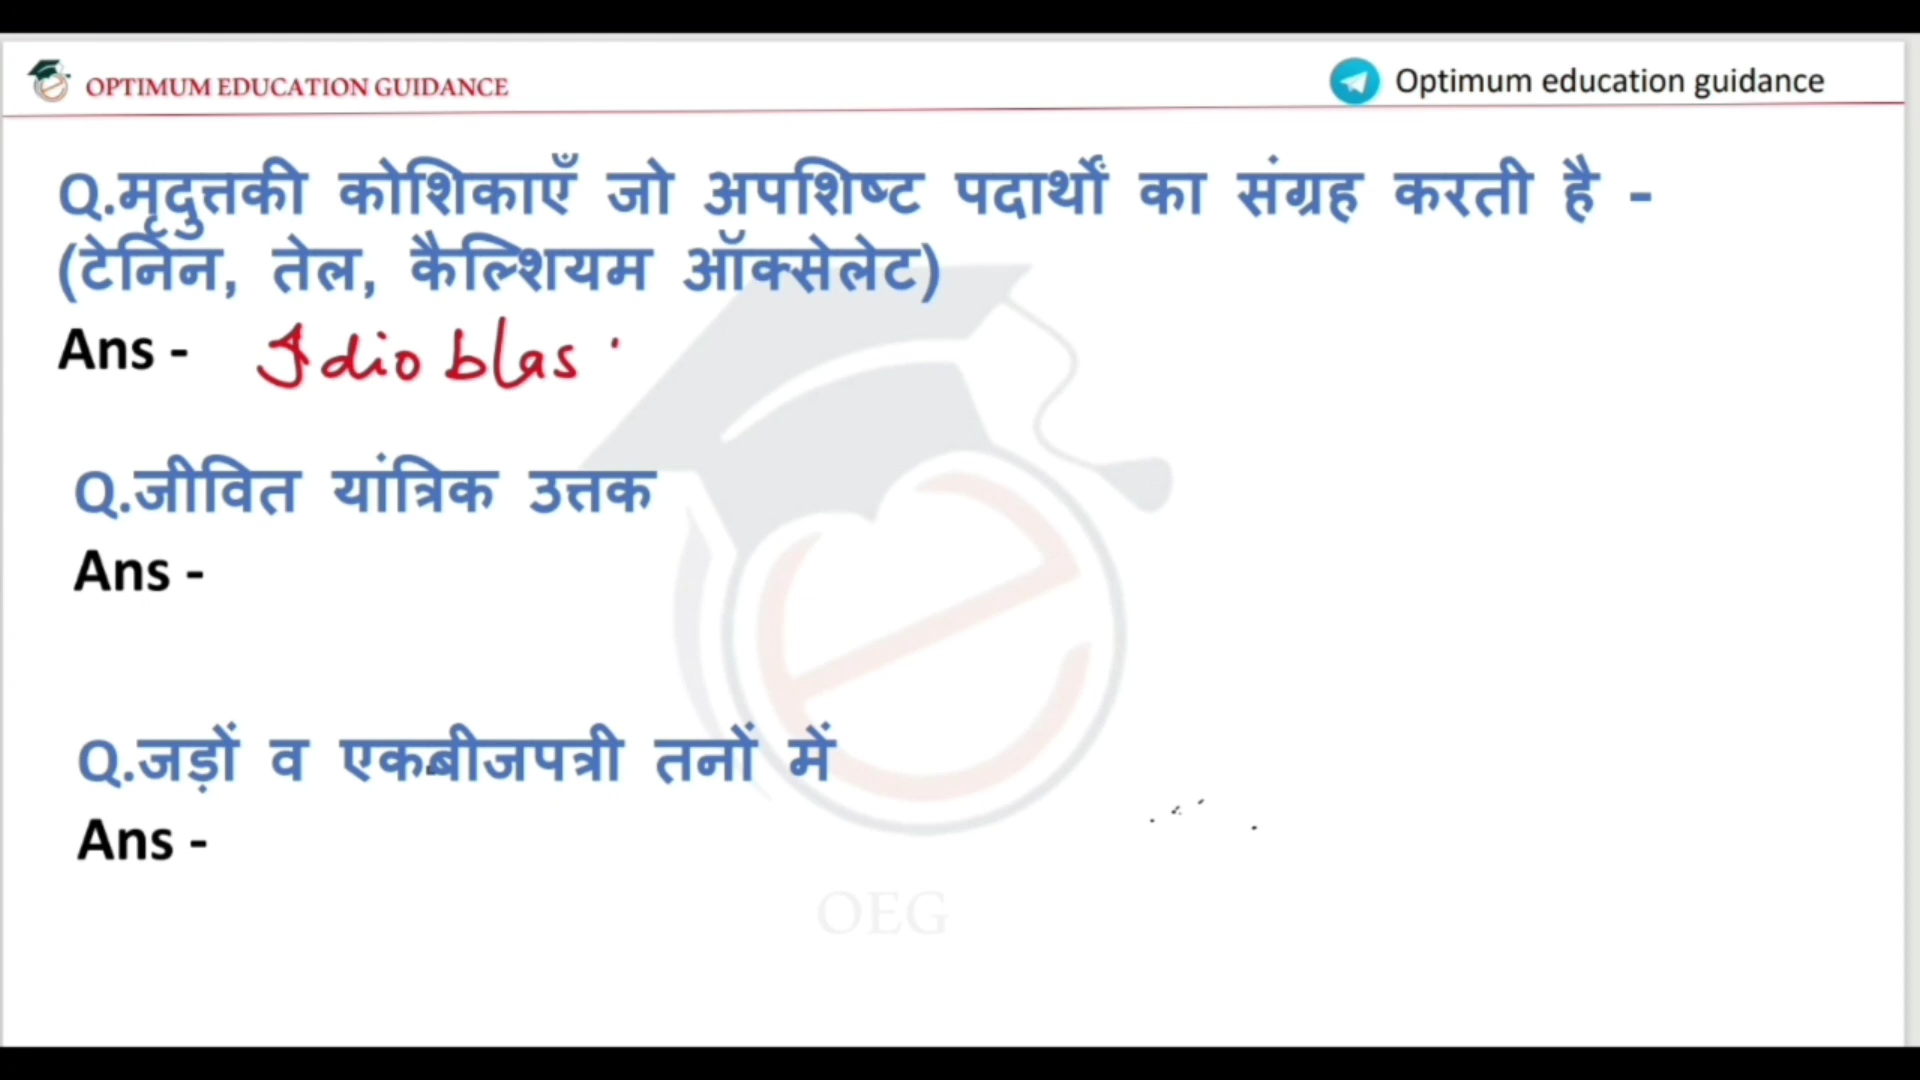 OPTIMUM EDUCATION GUIDANCE
Optimum education guidance
Q.मृदुत्तकी कोशिकाएँ जो अपशिष्ट पदार्थों का संग्रह करती है -
(टेनिन, तेल, कैल्शियम ऑक्सेलेट)
Ans - Idioblas
Q.जीवित यांत्रिक उत्तक
Ans -
Q.जड़ों व एकबीजपत्री तनों में
Ans -
OEG